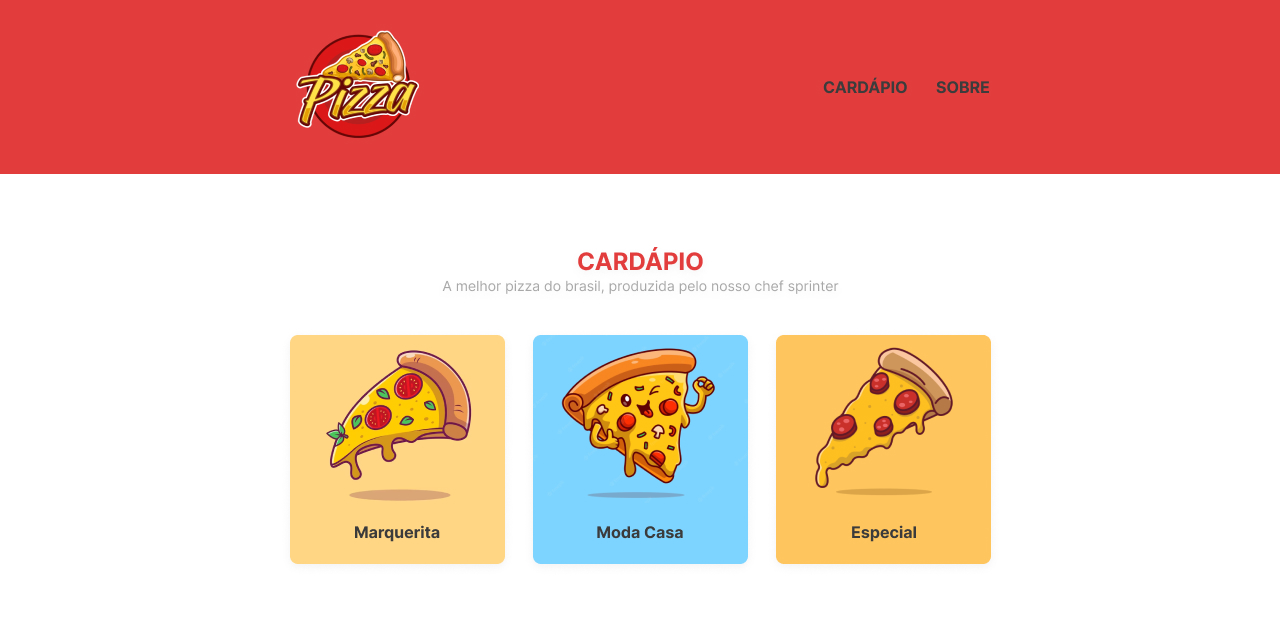 Pizza
CARDÁPIO SOBRE
CARDÁPIO
A melhor pizza do brasil, produzida pelo nosso chef sprinter
Marquerita
Moda Casa
Especial